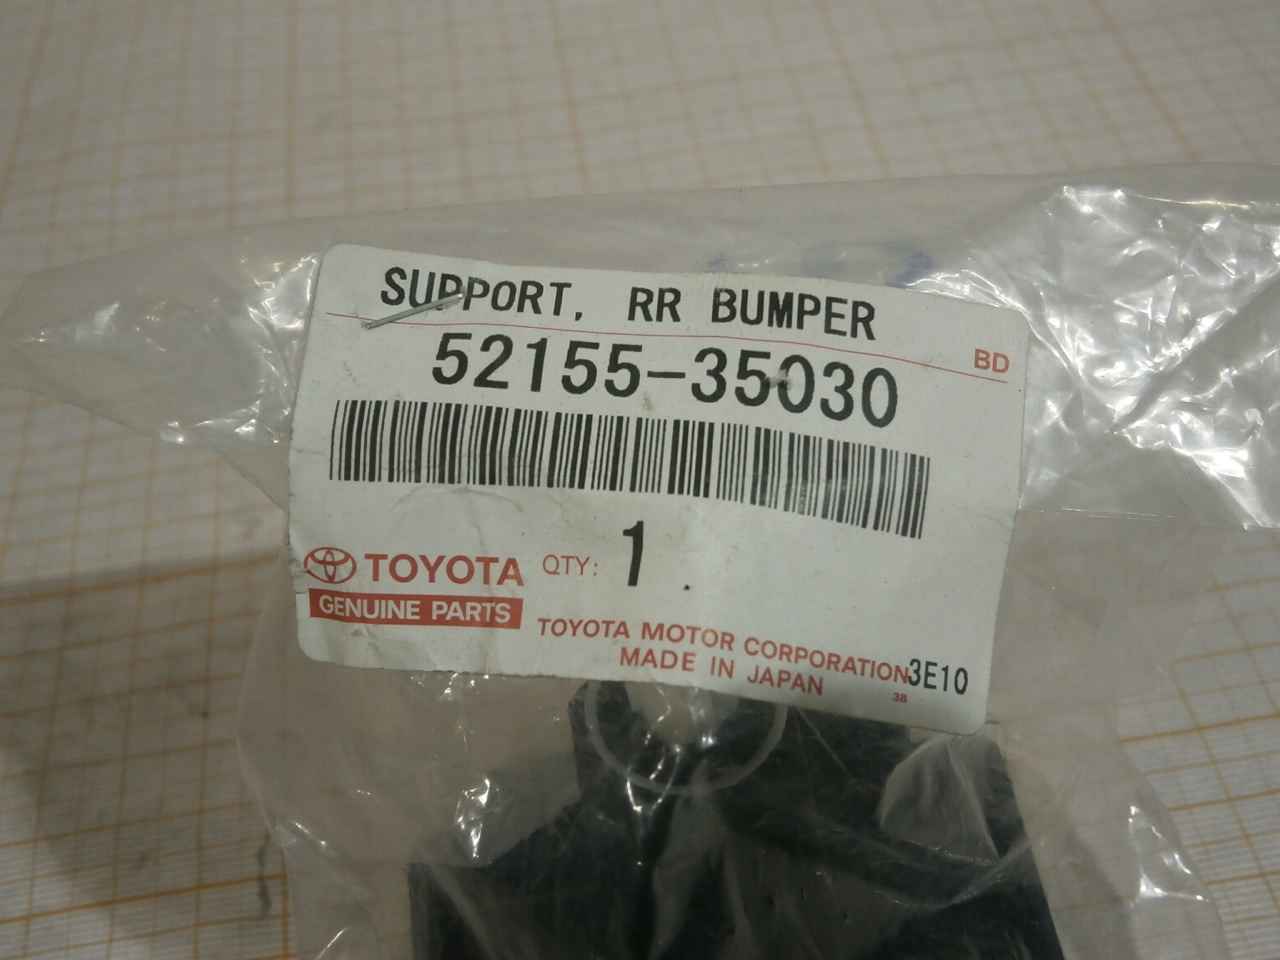 SUPPORT, RR BUMPER
BD
52155-35030
TOYOTA QTY: 1
GENUINE PARTS
TOYOTA MOTOR CORPORATION 3E10
MADE IN JAPAN 38